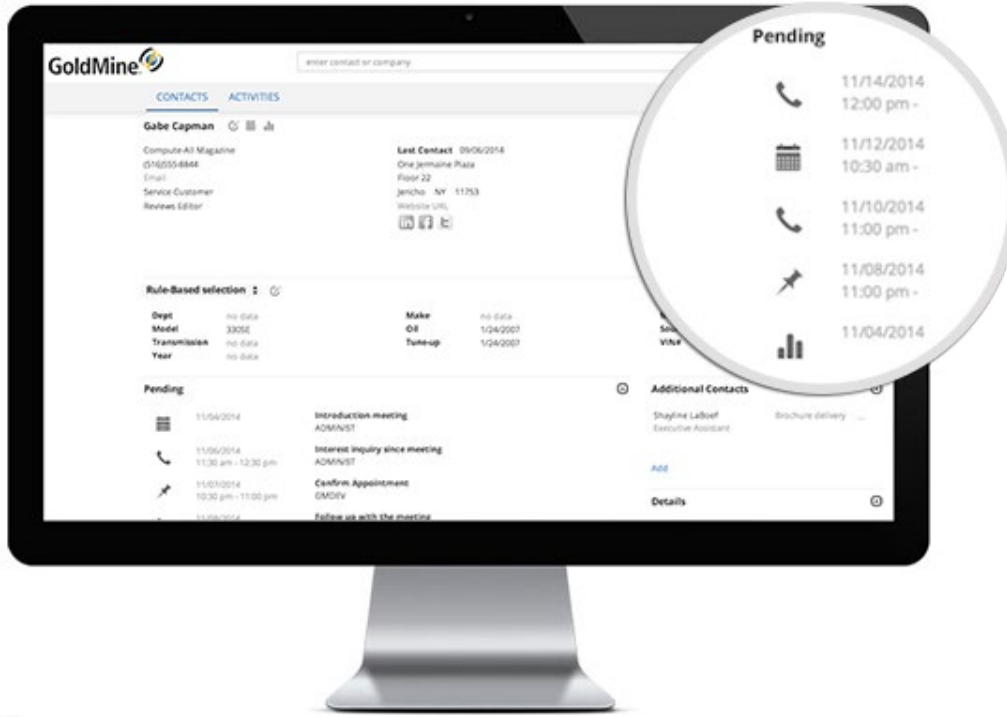 GoldMine
enter contact or company
CONTACTS ACTIVITIES
Gabe Capman
Compute-All Magazine
(516)555-8844
Email
Service Customer
Reviews Editor
Last Contact 09/06/2014
One Jermaine Plaza
Floor 22
Jericho NY 11753
Website URL
Rule-Based selection
Dept no data
Model 330SE
Transmission no data
Year no data
Make no data
Oil 1/24/2007
Tune-up 1/24/2007
VIN#
Pending
11/04/2014 Introduction meeting
ADMINIST
11/06/2014 Interest inquiry since meeting
11:30 am - 12:30 pm ADMINIST
11/07/2014 Confirm Appointment
10:30 pm - 11:00 pm GMDEV
11/08/2014 Follow up with the meeting
Additional Contacts
Shayline LaBoef Brochure delivery ...
Executive Assistant
Add
Details
Pending
11/14/2014
12:00 pm -
11/12/2014
10:30 am -
11/10/2014
11:00 pm -
11/08/2014
11:00 pm -
11/04/2014